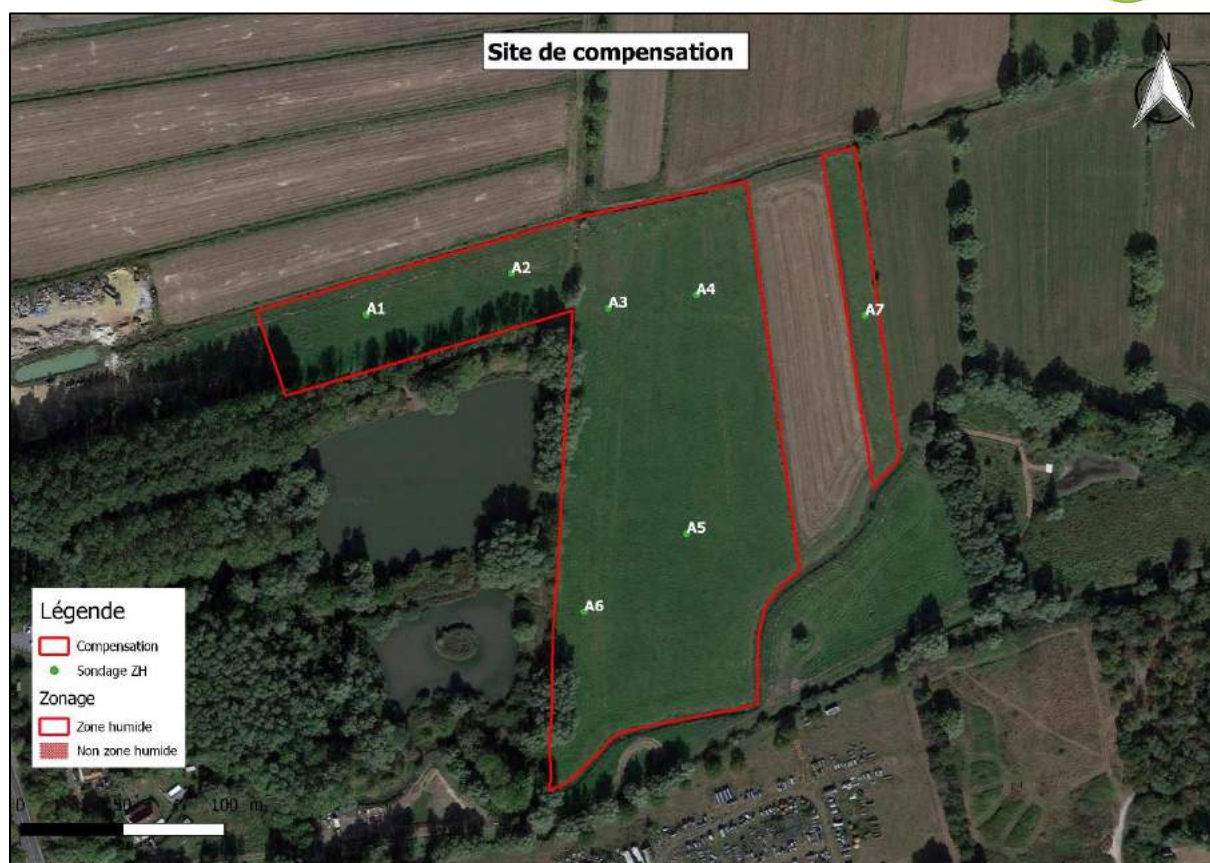 Site de compensation
N
A2
A4
A1
A3
A7
A5
A6
Légende
Compensation
Sondage ZH
Zonage
Zone humide
Non zone humide
0 50 100 m